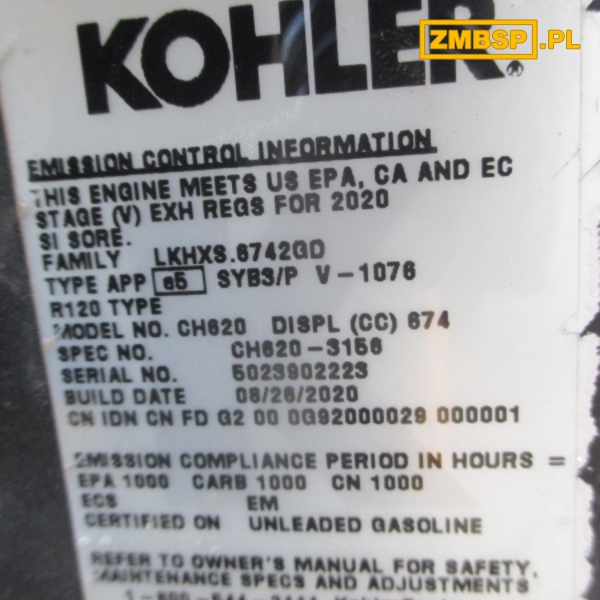 ZMBSP.PL
KOHLER®
EMISSION CONTROL INFORMATION
THIS ENGINE MEETS US EPA, CA AND EC
STAGE (V) EXH REGS FOR 2020
SI SORE.
FAMILY LKHXS.6742GD
TYPE APP e5 SYB3/P V-1076
R120 TYPE
MODEL NO. CH620 DISPL (CC) 674
SPEC NO. CH620-3156
SERIAL NO. 5023902223
BUILD DATE 08/26/2020
CN IDN CN FD G2 00 0G92000029 000001
EMISSION COMPLIANCE PERIOD IN HOURS =
EPA 1000 CARB 1000 CN 1000
ECS EM
CERTIFIED ON UNLEADED GASOLINE
REFER TO OWNER'S MANUAL FOR SAFETY,
MAINTENANCE SPECS AND ADJUSTMENTS